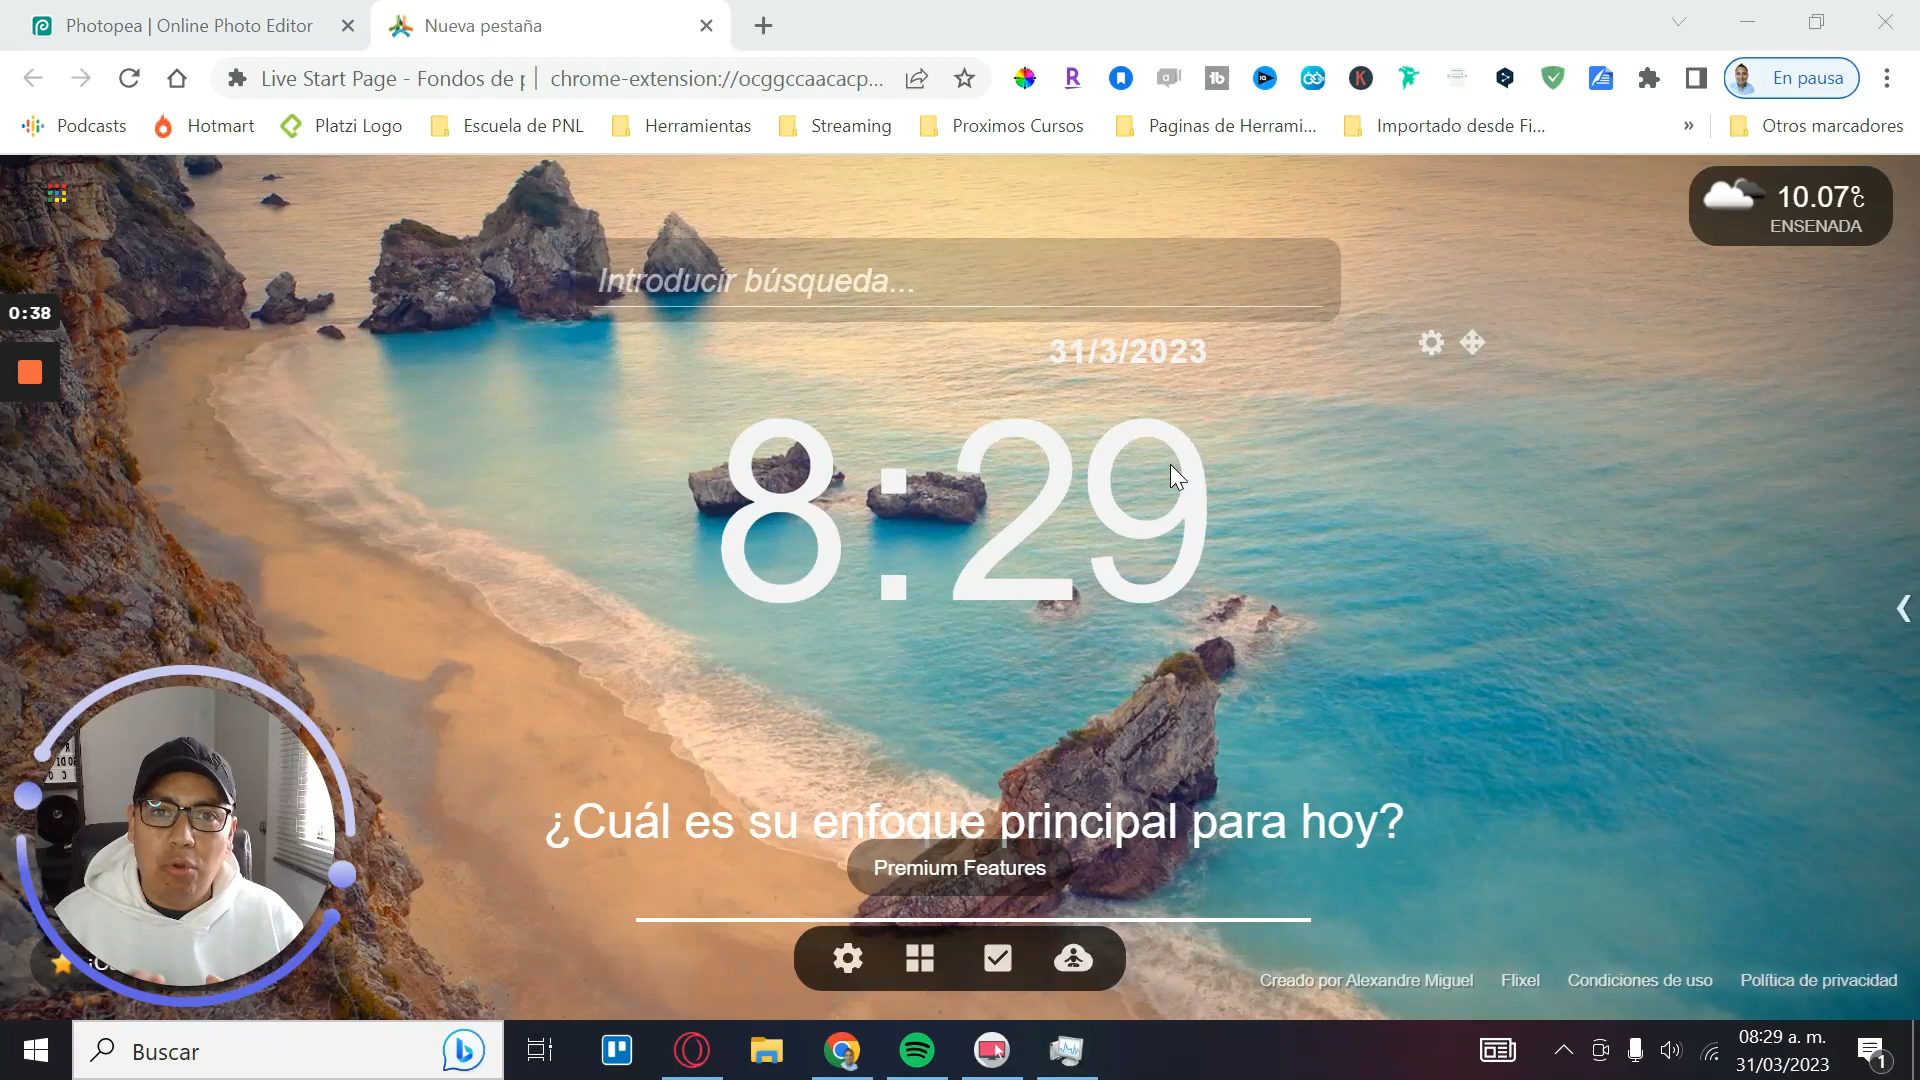 Photopea | Online Photo Editor
Nueva pestaña
Live Start Page - Fondos de p
chrome-extension://ocggccaacacp...
En pausa
Podcasts
Hotmart
Platzi Logo
Escuela de PNL
Herramientas
Streaming
Proximos Cursos
Paginas de Herrami...
Importado desde Fi...
»
Otros marcadores
10.07°C
ENSENADA
Introducir búsqueda...
0:38
31/3/2023
8:29
¿Cuál es su enfoque principal para hoy?
Premium Features
Creado por Alexandre Miguel
Flixel
Condiciones de uso
Política de privacidad
Buscar
08:29 a. m.
31/03/2023
1